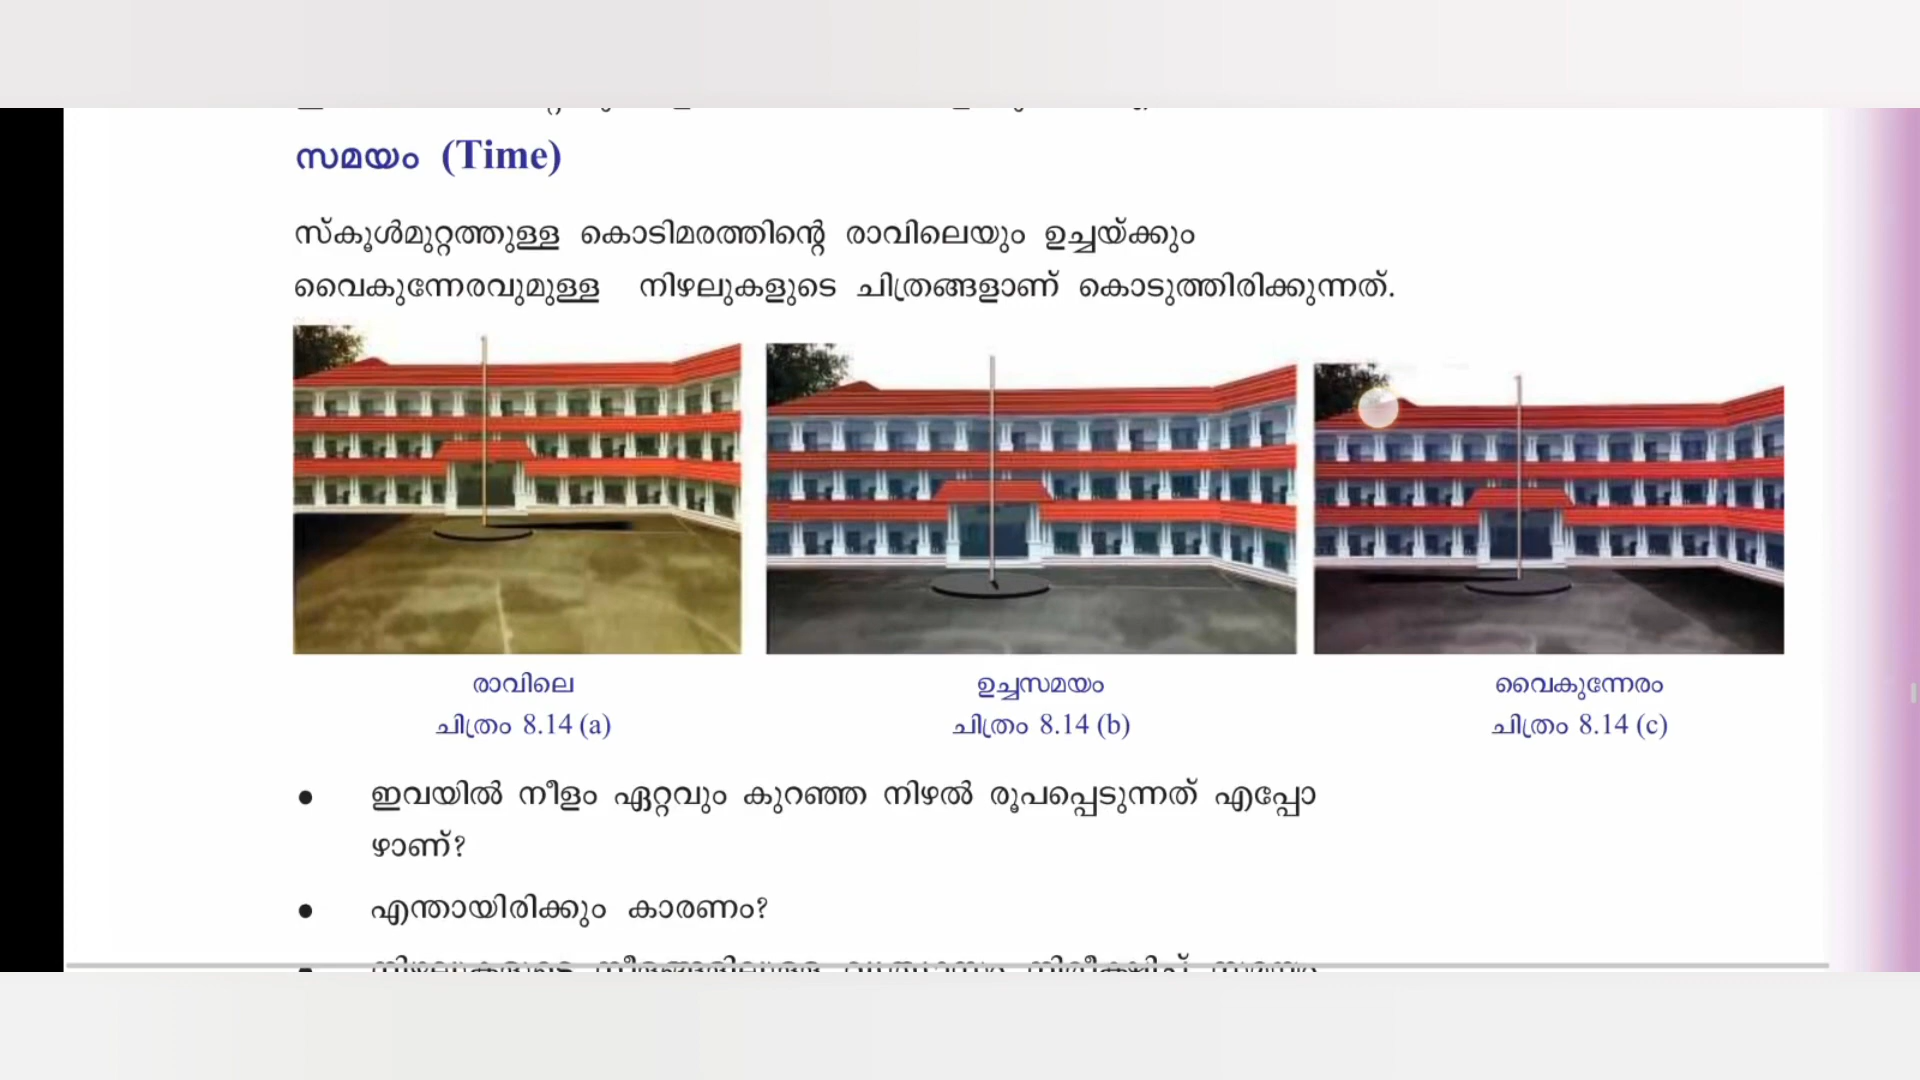 സമയം (Time)
സ്കൂൾമുറ്റത്തുള്ള കൊടിമരത്തിന്റെ രാവിലെയും ഉച്ചയ്ക്കും
വൈകുന്നേരവുമുള്ള നിഴലുകളുടെ ചിത്രങ്ങളാണ് കൊടുത്തിരിക്കുന്നത്.
രാവിലെ
ചിത്രം 8.14 (a)
ഉച്ചസമയം
ചിത്രം 8.14 (b)
വൈകുന്നേരം
ചിത്രം 8.14 (c)
• ഇവയിൽ നീളം ഏറ്റവും കുറഞ്ഞ നിഴൽ രൂപപ്പെടുന്നത് എപ്പോ
ഴാണ്?
• എന്തായിരിക്കും കാരണം?